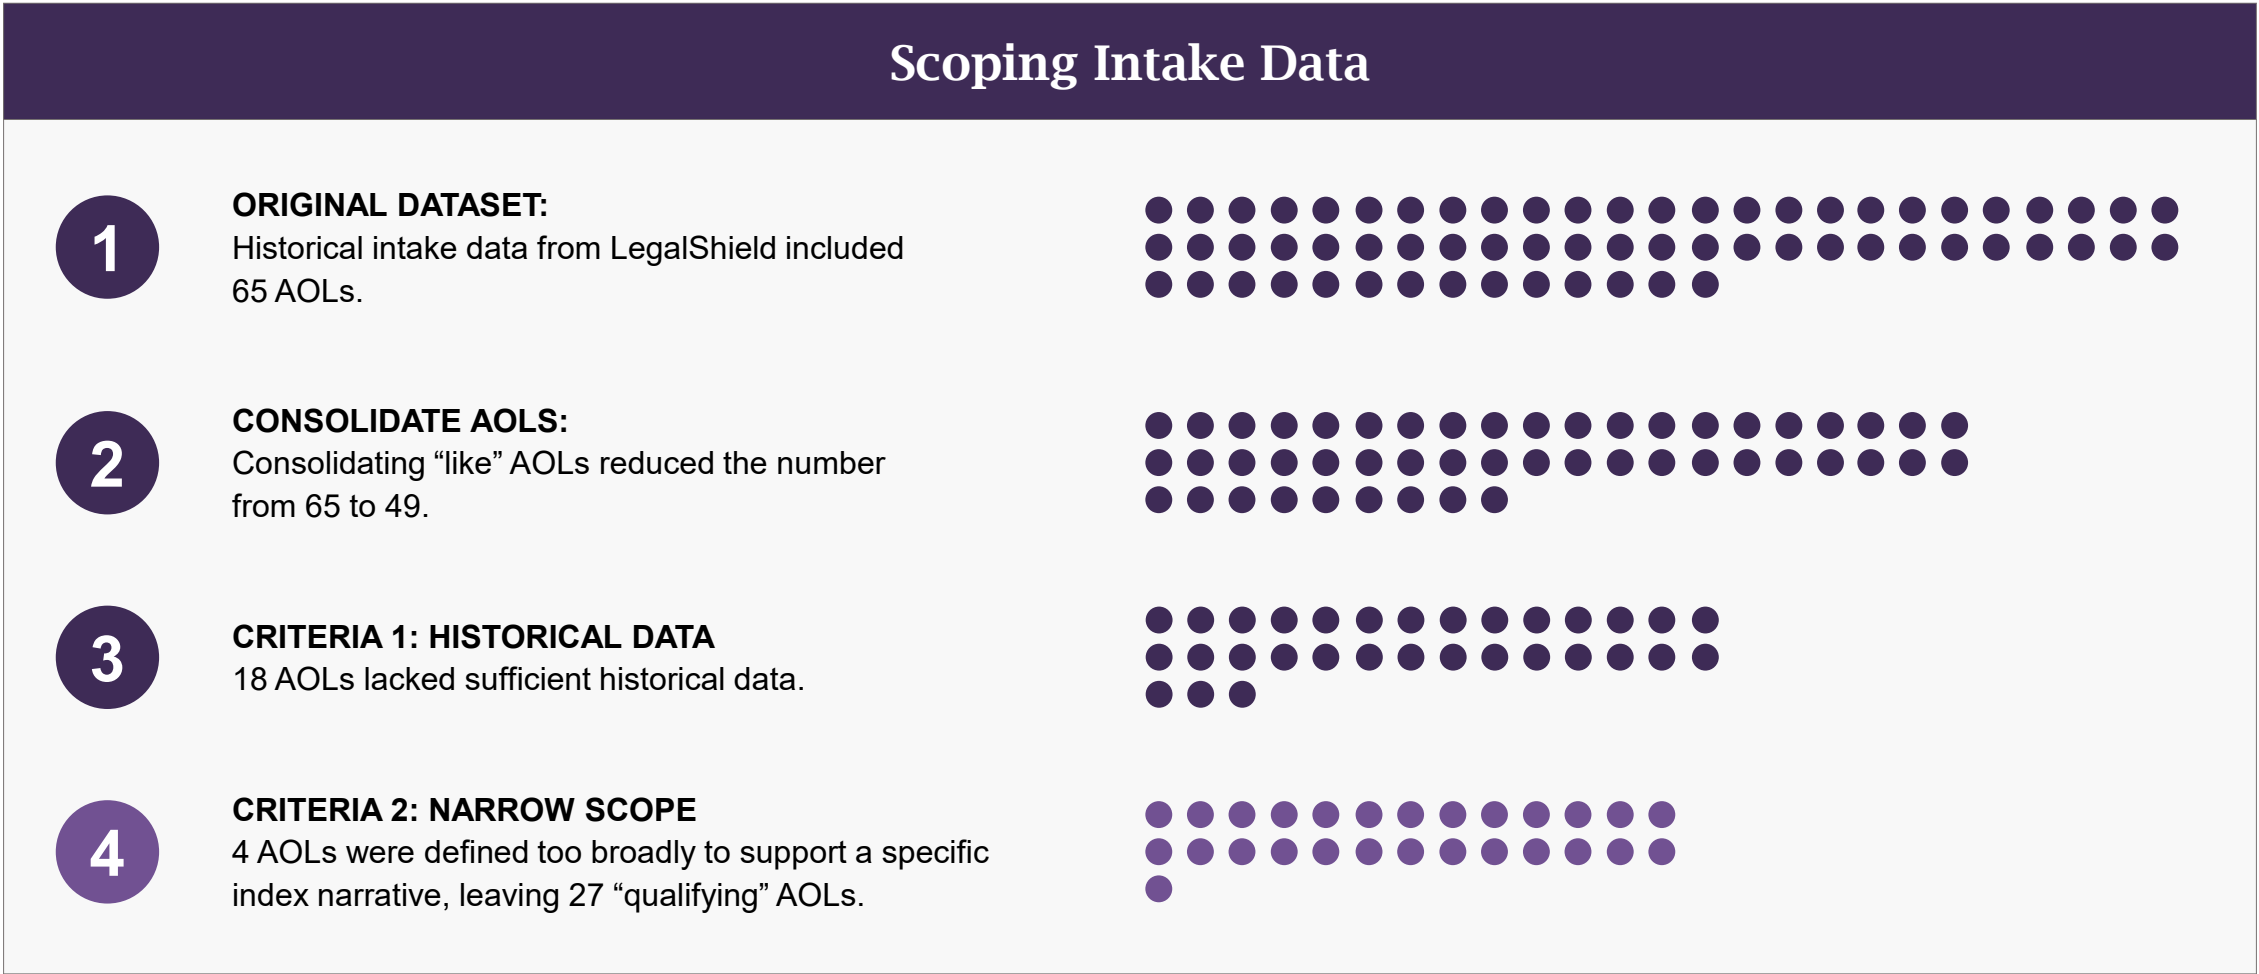 Scoping Intake Data
1
ORIGINAL DATASET:
Historical intake data from LegalShield included
65 AOLs.
2
CONSOLIDATE AOLS:
Consolidating “like” AOLs reduced the number
from 65 to 49.
3
CRITERIA 1: HISTORICAL DATA
18 AOLs lacked sufficient historical data.
4
CRITERIA 2: NARROW SCOPE
4 AOLs were defined too broadly to support a specific
index narrative, leaving 27 “qualifying” AOLs.